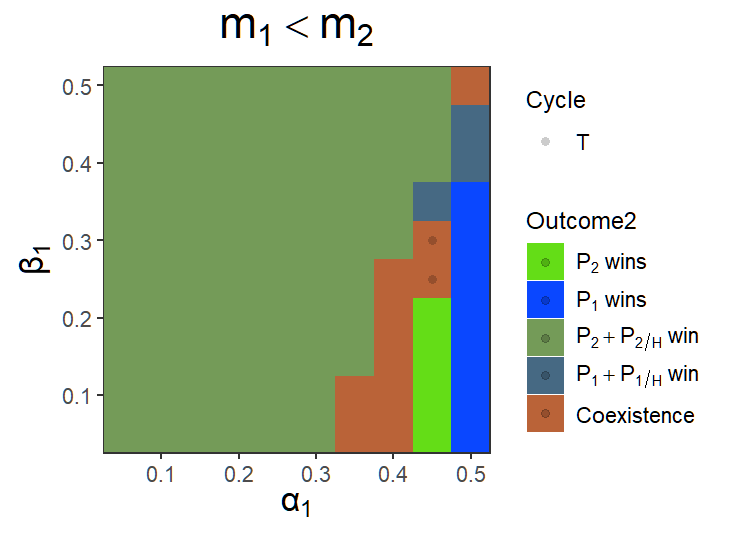 m₁ < m₂
0.5
0.4
0.3
0.2
0.1
β₁
0.1 0.2 0.3 0.4 0.5
α₁
Cycle
T
Outcome2
P₂ wins
P₁ wins
P₂ + P₂/H win
P₁ + P₁/H win
Coexistence